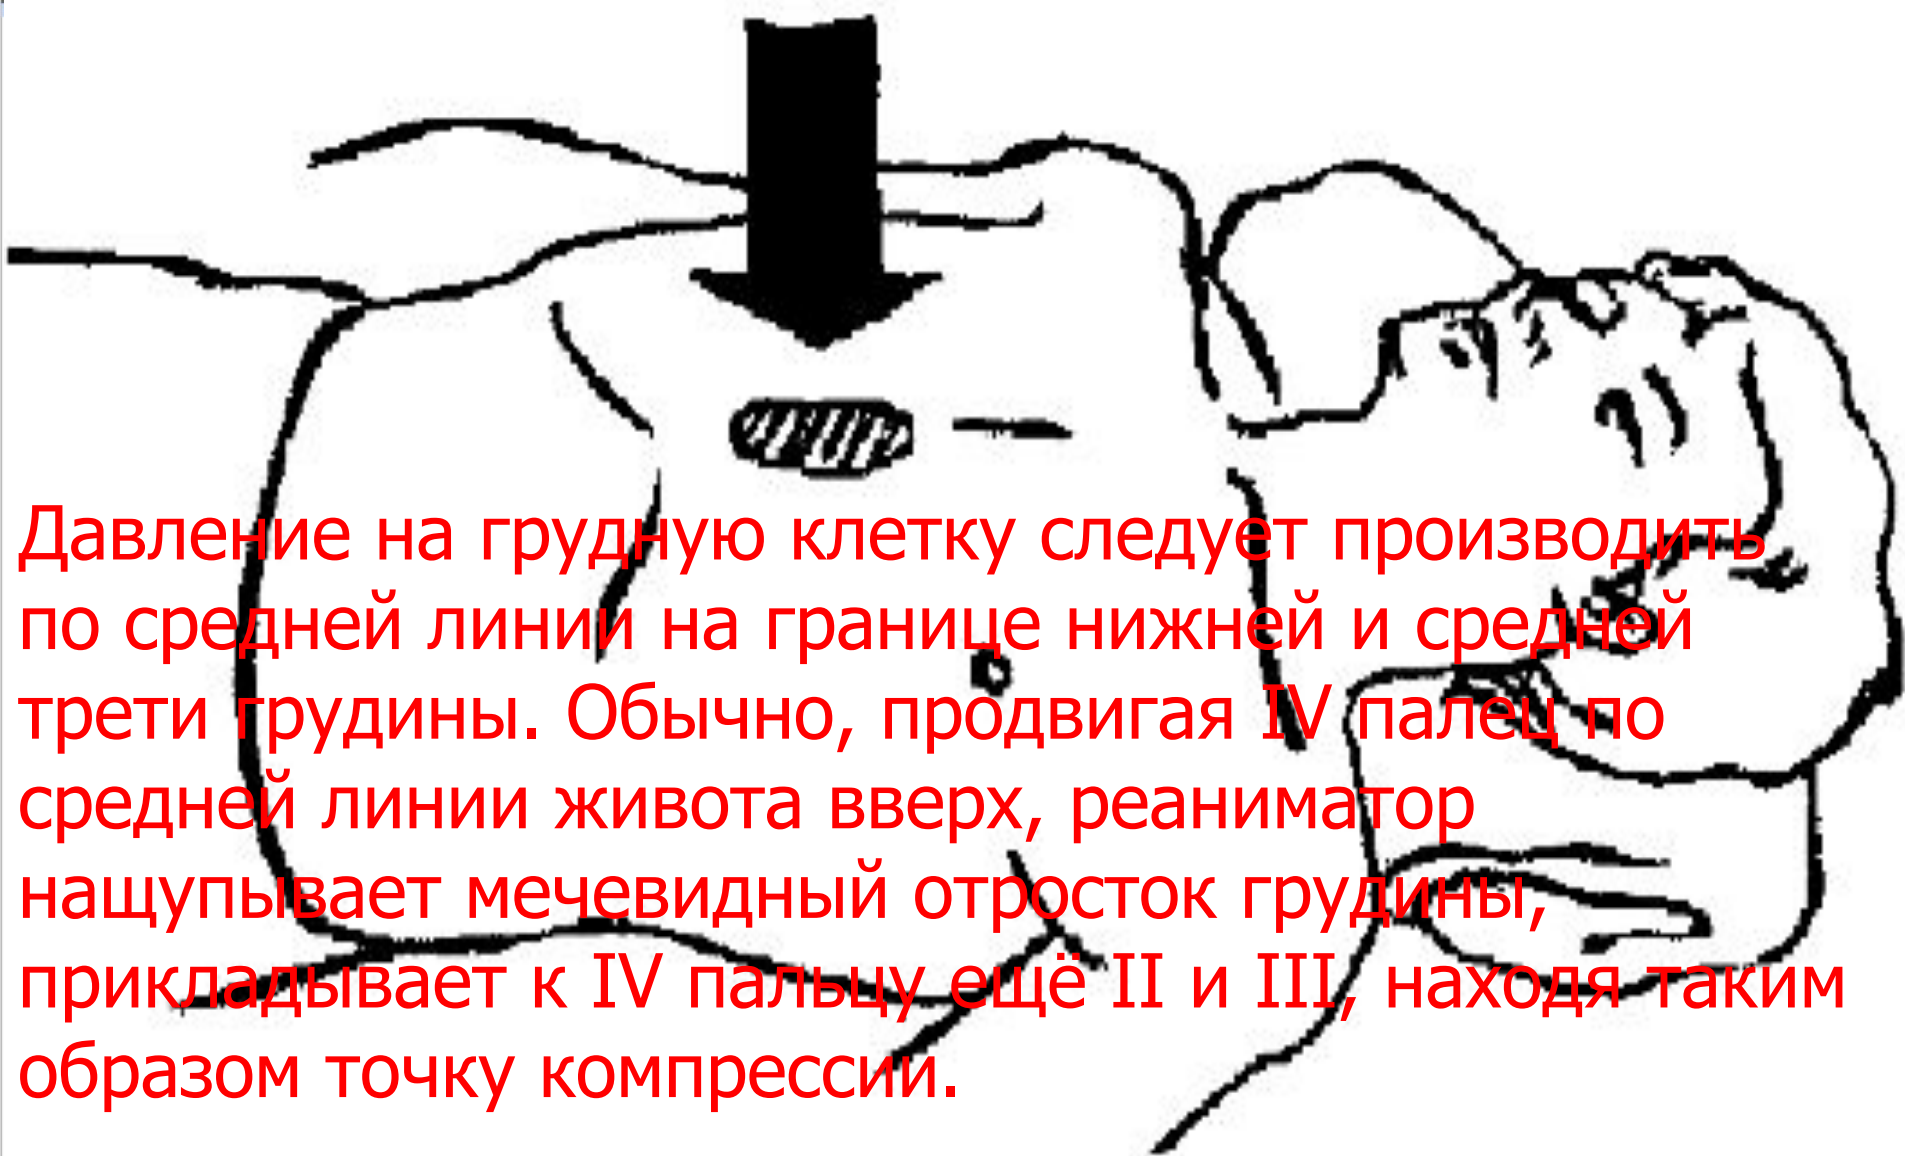 Давление на грудную клетку следует производить
по средней линии на границе нижней и средней
трети грудины. Обычно, продвигая IV палец по
средней линии живота вверх, реаниматор
нащупывает мечевидный отросток грудины,
прикладывает к IV пальцу ещё II и III, находя таким
образом точку компрессии.